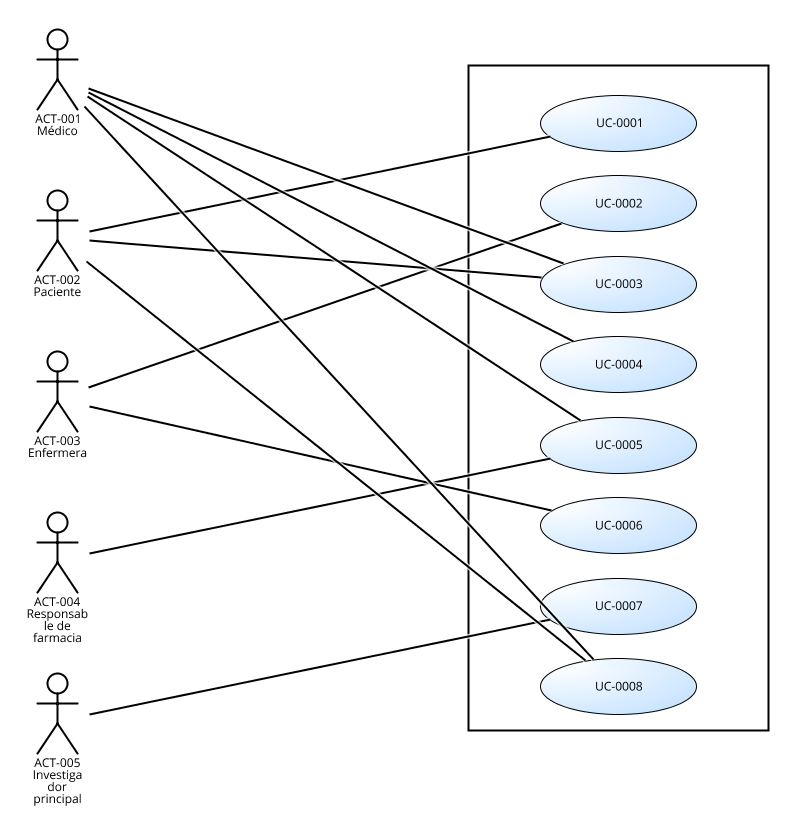 ACT-001
Médico
ACT-002
Paciente
ACT-003
Enfermera
ACT-004
Responsab
le de
farmacia
ACT-005
Investiga
dor
principal
UC-0001
UC-0002
UC-0003
UC-0004
UC-0005
UC-0006
UC-0007
UC-0008